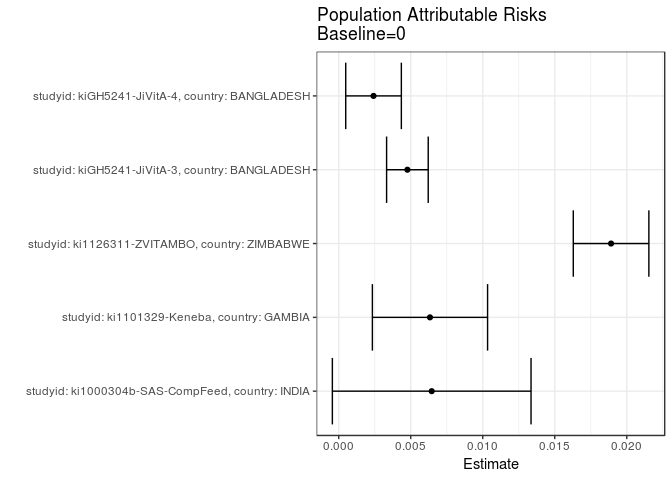 Population Attributable Risks
Baseline=0
studyid: kiGH5241-JiVitA-4, country: BANGLADESH
studyid: kiGH5241-JiVitA-3, country: BANGLADESH
studyid: ki1126311-ZVITAMBO, country: ZIMBABWE
studyid: ki1101329-Keneba, country: GAMBIA
studyid: ki1000304b-SAS-CompFeed, country: INDIA
0.000 0.005 0.010 0.015 0.020
Estimate